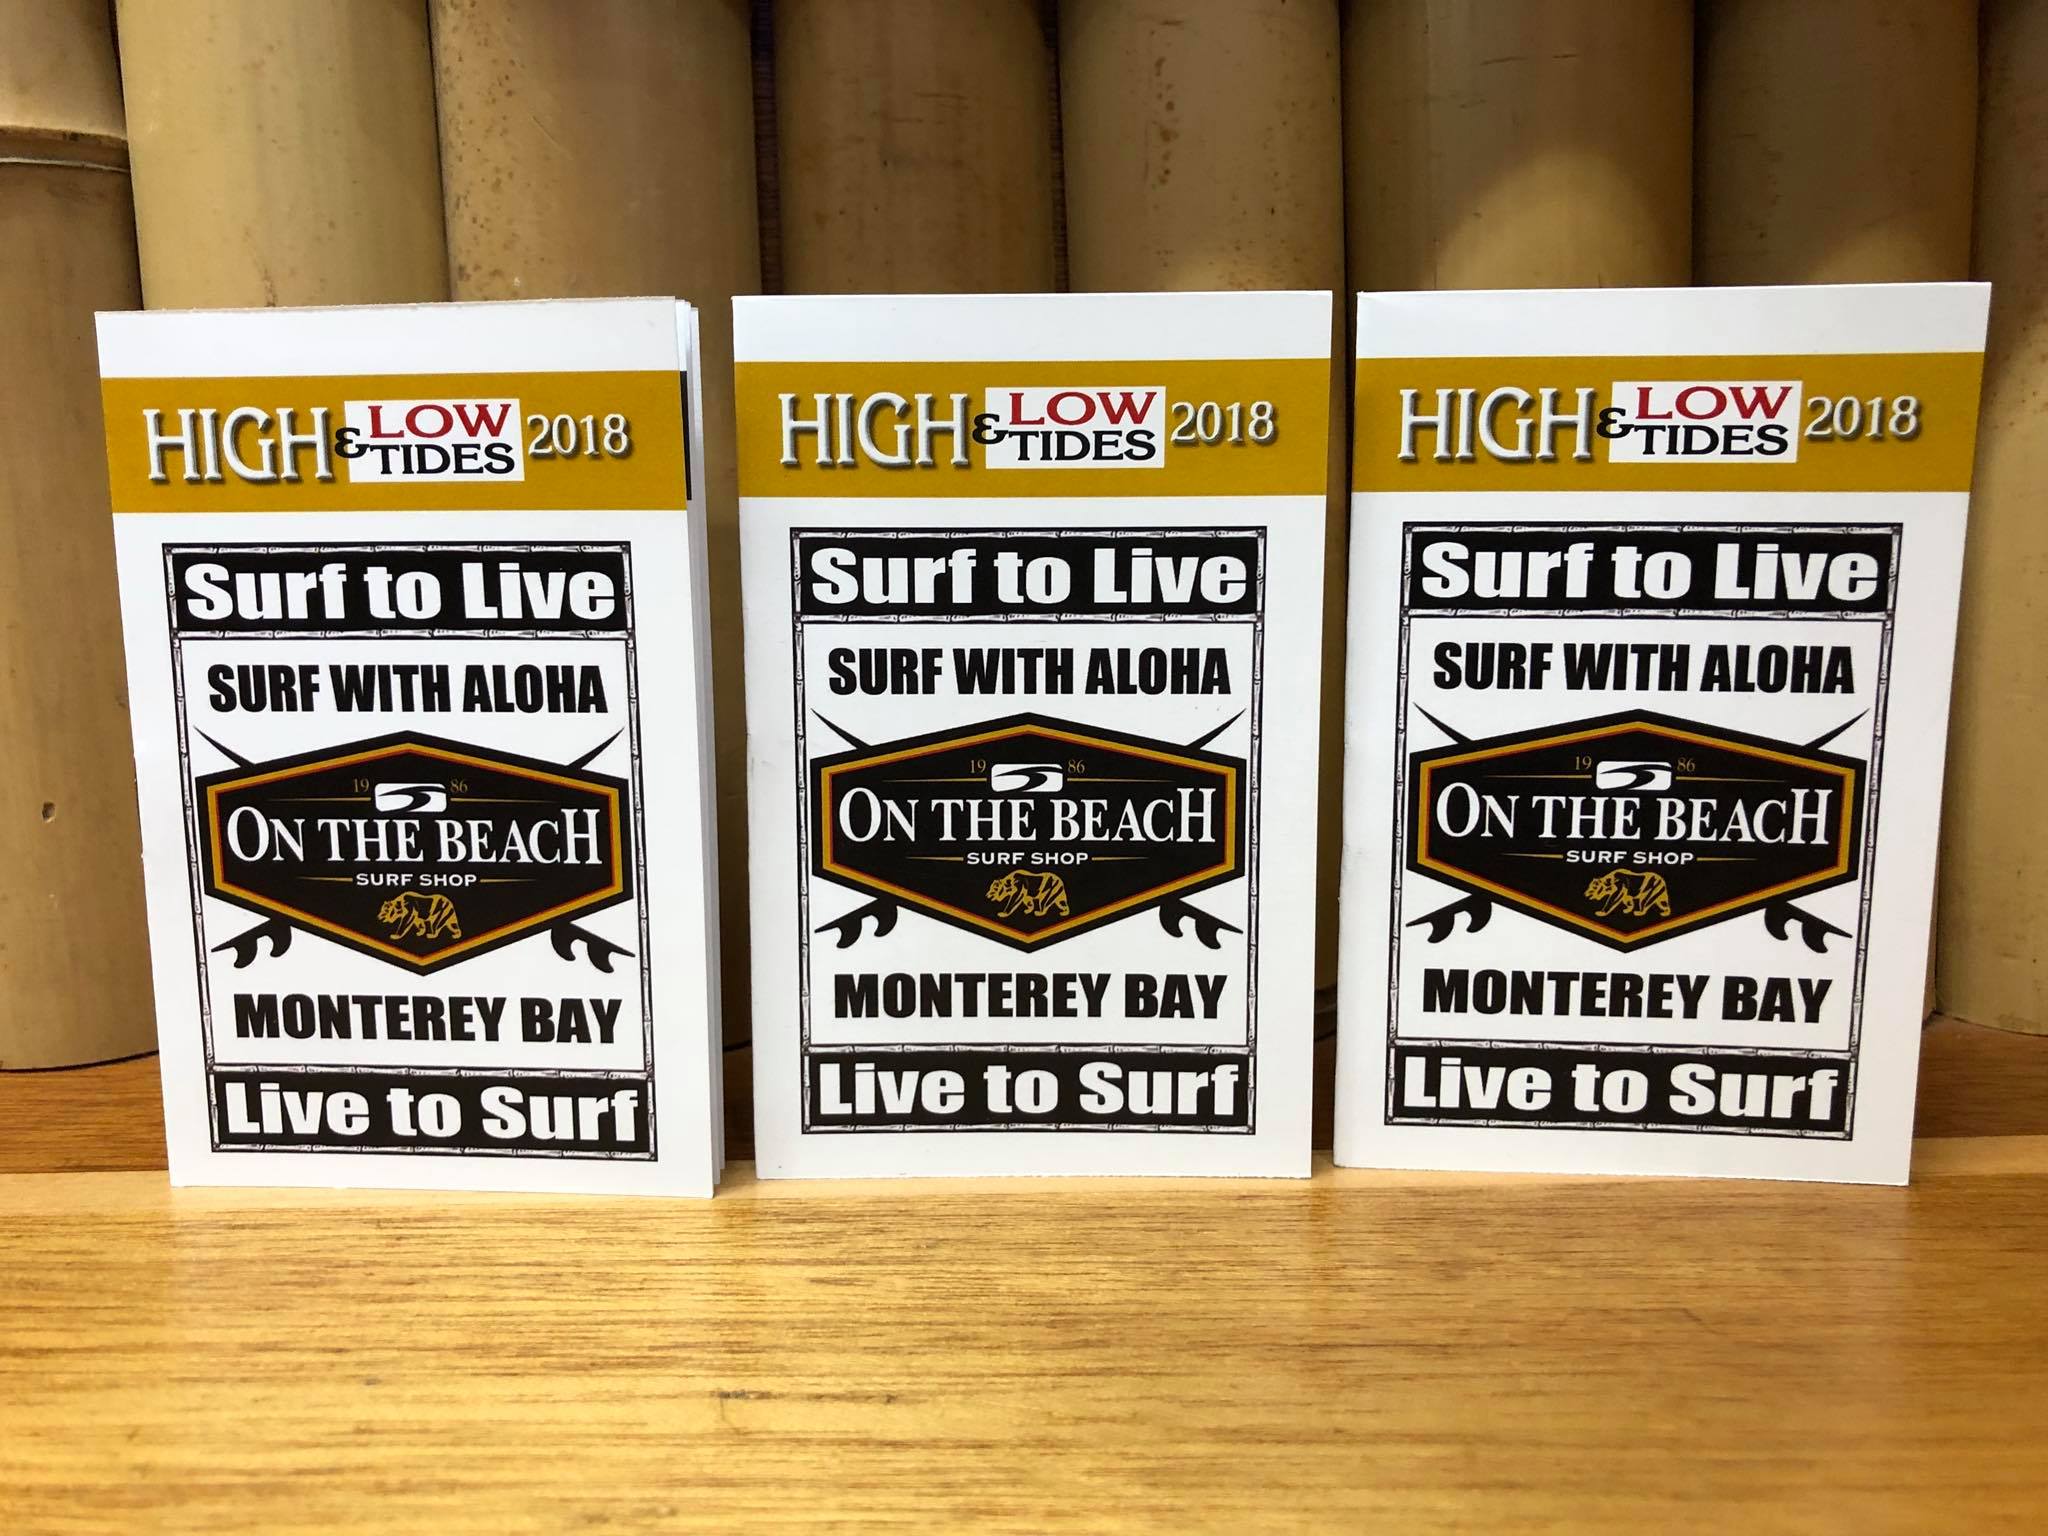 HIGH & LOW TIDES 2018
Surf to Live
SURF WITH ALOHA
19 86
ON THE BEACH
SURF SHOP
MONTEREY BAY
Live to Surf
HIGH & LOW TIDES 2018
Surf to Live
SURF WITH ALOHA
19 86
ON THE BEACH
SURF SHOP
MONTEREY BAY
Live to Surf
HIGH & LOW TIDES 2018
Surf to Live
SURF WITH ALOHA
19 86
ON THE BEACH
SURF SHOP
MONTEREY BAY
Live to Surf